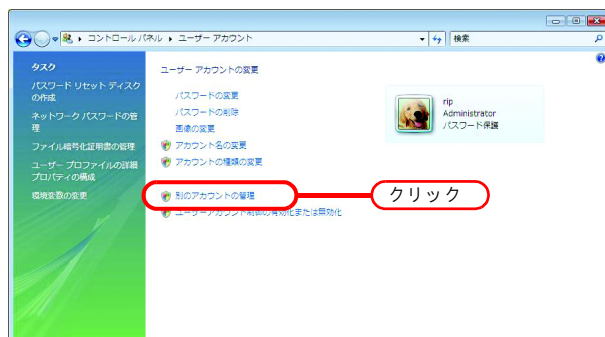 コントロール パネル ▸ ユーザー アカウント
検索
タスク
パスワード リセット ディスク
の作成
ネットワーク パスワードの管
理
ファイル暗号化証明書の管理
ユーザー プロファイルの詳細
プロパティの構成
環境変数の変更
ユーザー アカウントの変更
パスワードの変更
パスワードの削除
画像の変更
アカウント名の変更
アカウントの種類の変更
別のアカウントの管理
ユーザー アカウント制御の有効化または無効化
rip
Administrator
パスワード保護
クリック